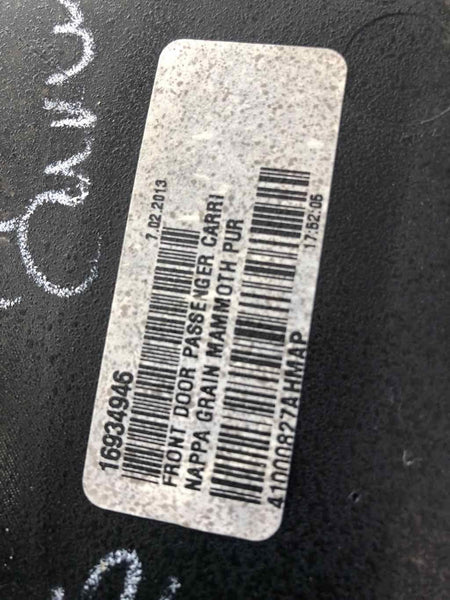 16934946
7.02.2013
FRONT DOOR PASSENGER CARRI
NAPPA GRAIN MAMMOTH PUR
41000827AHMAP
17:52:05